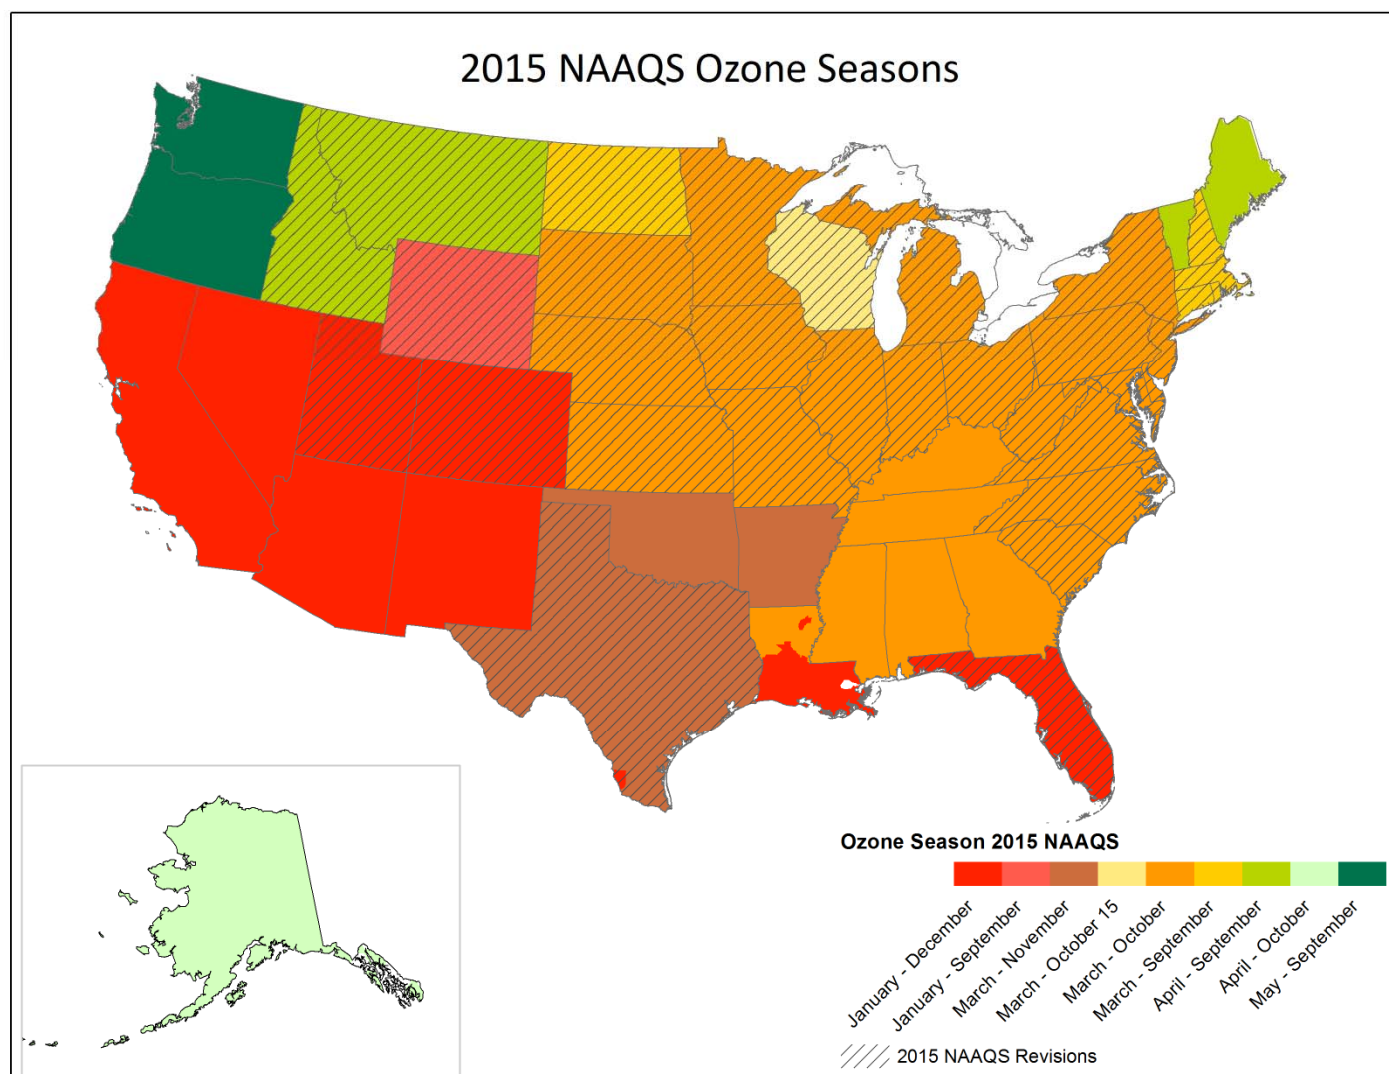 2015 NAAQS Ozone Seasons
Ozone Season 2015 NAAQS
January - December
January - September
March - November
March - October 15
March - October
March - September
April - September
April - October
May - September
2015 NAAQS Revisions